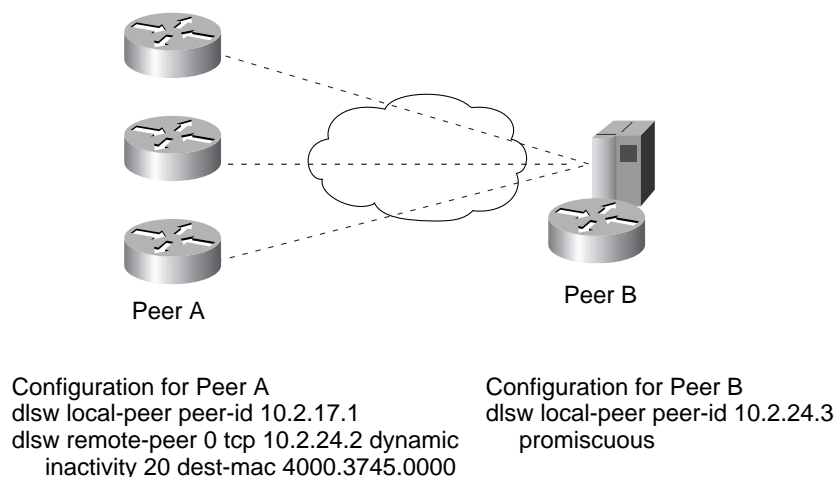 Peer A
Peer B
Configuration for Peer A
dlsw local-peer peer-id 10.2.17.1
dlsw remote-peer 0 tcp 10.2.24.2 dynamic
inactivity 20 dest-mac 4000.3745.0000
Configuration for Peer B
dlsw local-peer peer-id 10.2.24.3
promiscuous